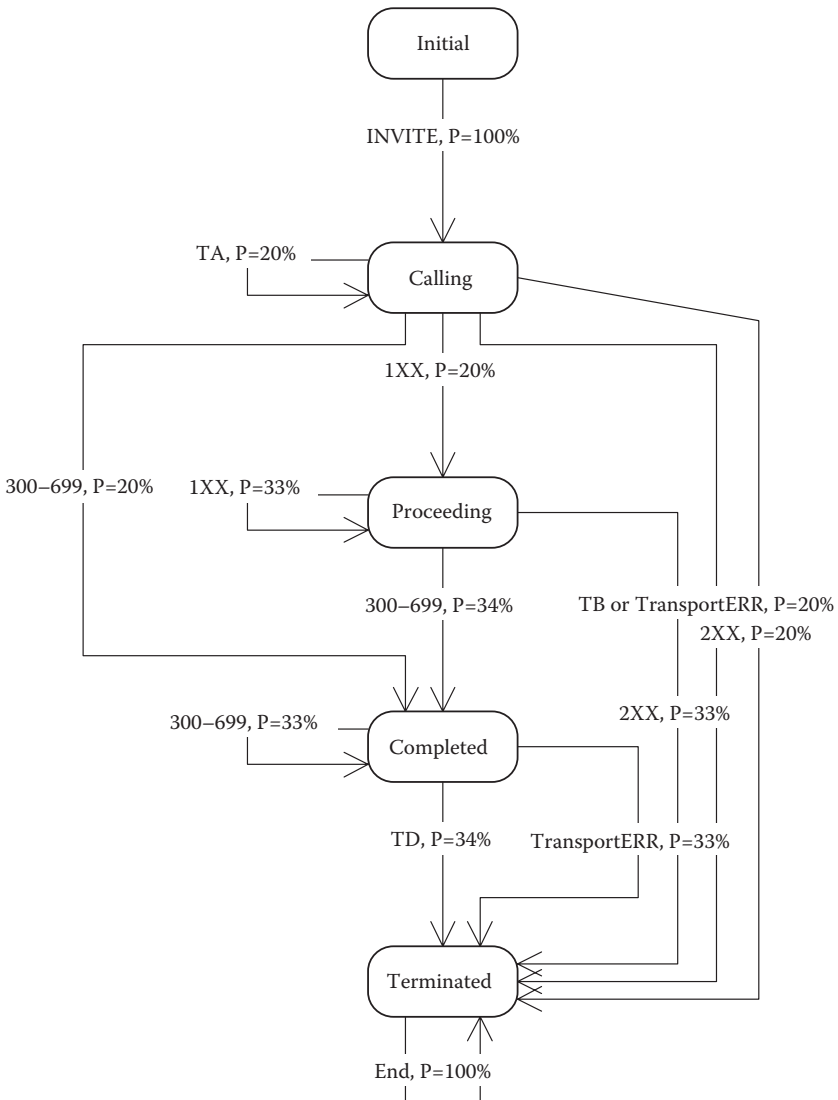 Initial
INVITE, P=100%
TA, P=20%
Calling
1XX, P=20%
300–699, P=20%
1XX, P=33%
Proceeding
300–699, P=34%
TB or TransportERR, P=20%
2XX, P=20%
2XX, P=33%
300–699, P=33%
Completed
TD, P=34%
TransportERR, P=33%
Terminated
End, P=100%